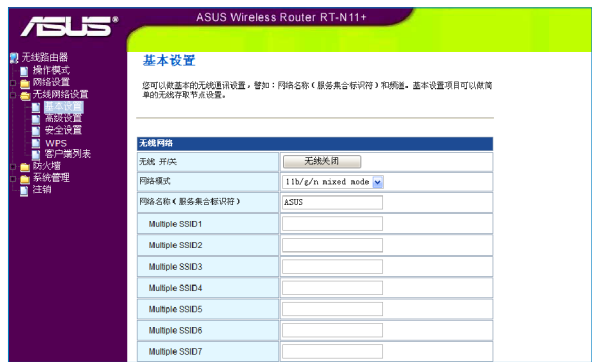 ASUS
ASUS Wireless Router RT-N11+
无线路由器
操作模式
网络设置
无线网络设置
基本设置
高级设置
安全设置
WPS
客户端列表
防火墙
系统管理
注销
基本设置
您可以做基本的无线通讯设置，譬如：网络名称（服务集合标识符）和频道。基本设置项目可以做简
单的无线存取节点设置。
无线网络
无线 开/关
无线关闭
网络模式
11b/g/n mixed mode
网络名称（服务集合标识符）
ASUS
Multiple SSID1
Multiple SSID2
Multiple SSID3
Multiple SSID4
Multiple SSID5
Multiple SSID6
Multiple SSID7